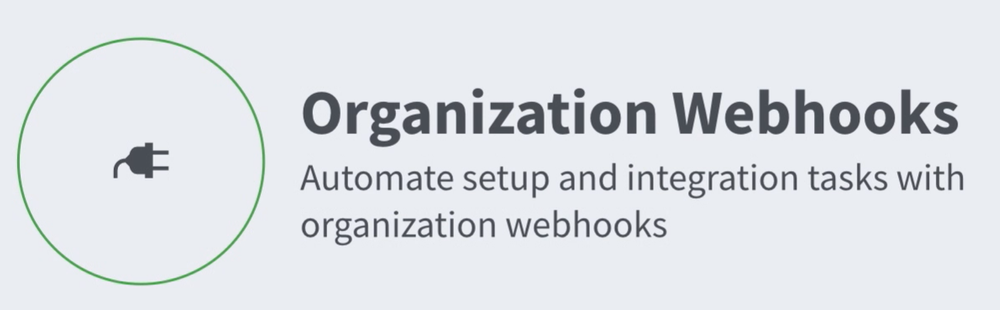 Organization Webhooks
Automate setup and integration tasks with
organization webhooks